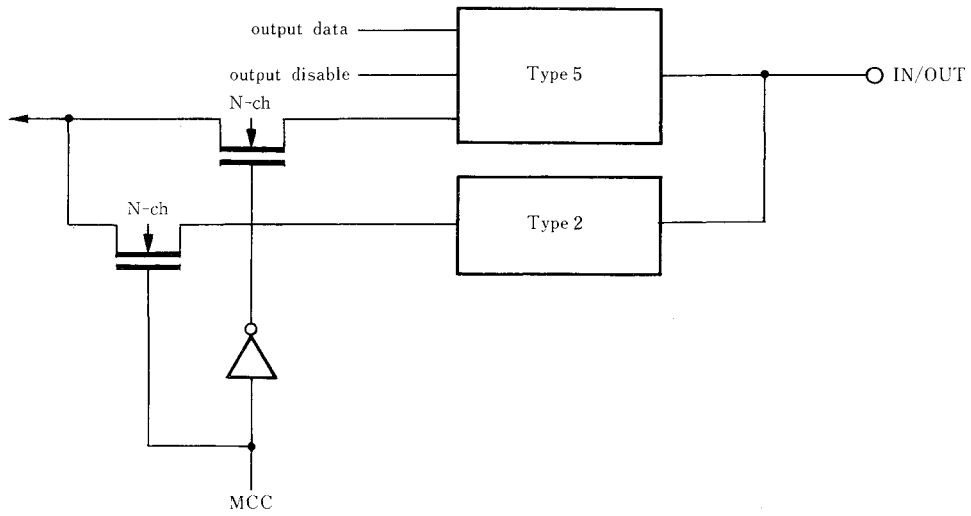 output data
output disable
Type 5
IN/OUT
N-ch
N-ch
Type 2
MCC